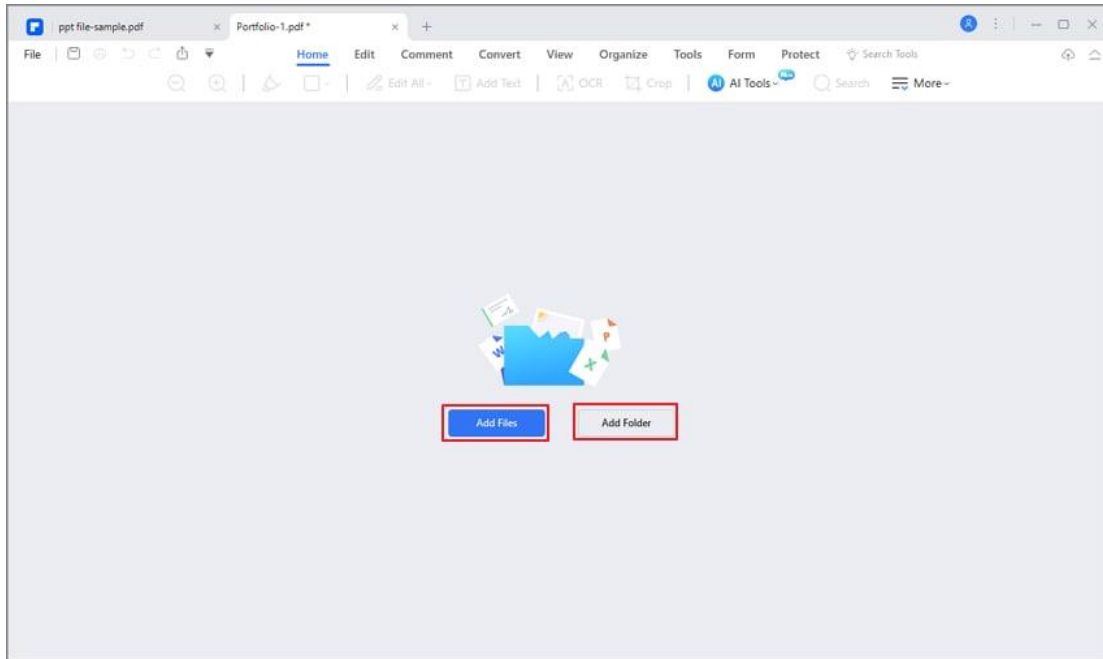 ppt file-sample.pdf × Portfolio-1.pdf * × +
File Home Edit Comment Convert View Organize Tools Form Protect Search Tools
Edit All Add Text OCR Crop AI AI Tools Search More
W P X
Add Files Add Folder